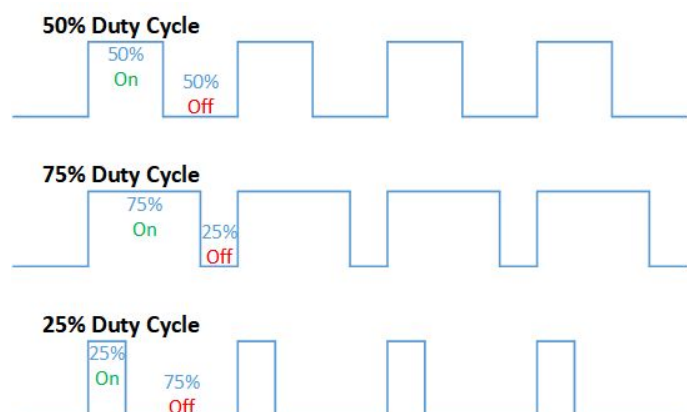 50% Duty Cycle
50%
On
50%
Off
75% Duty Cycle
75%
On
25%
Off
25% Duty Cycle
25%
On
75%
Off